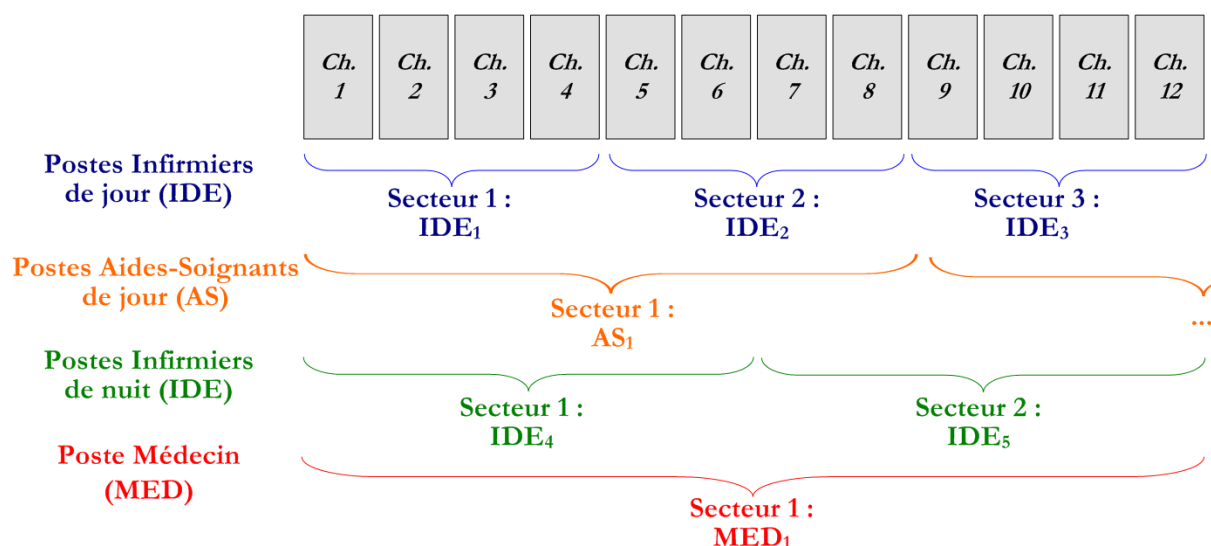 Ch. 1
Ch. 2
Ch. 3
Ch. 4
Ch. 5
Ch. 6
Ch. 7
Ch. 8
Ch. 9
Ch. 10
Ch. 11
Ch. 12
Postes Infirmiers
de jour (IDE)
Secteur 1 :
IDE₁
Secteur 2 :
IDE₂
Secteur 3 :
IDE₃
Postes Aides-Soignants
de jour (AS)
Secteur 1 :
AS₁
...
Postes Infirmiers
de nuit (IDE)
Secteur 1 :
IDE₄
Secteur 2 :
IDE₅
Poste Médecin
(MED)
Secteur 1 :
MED₁